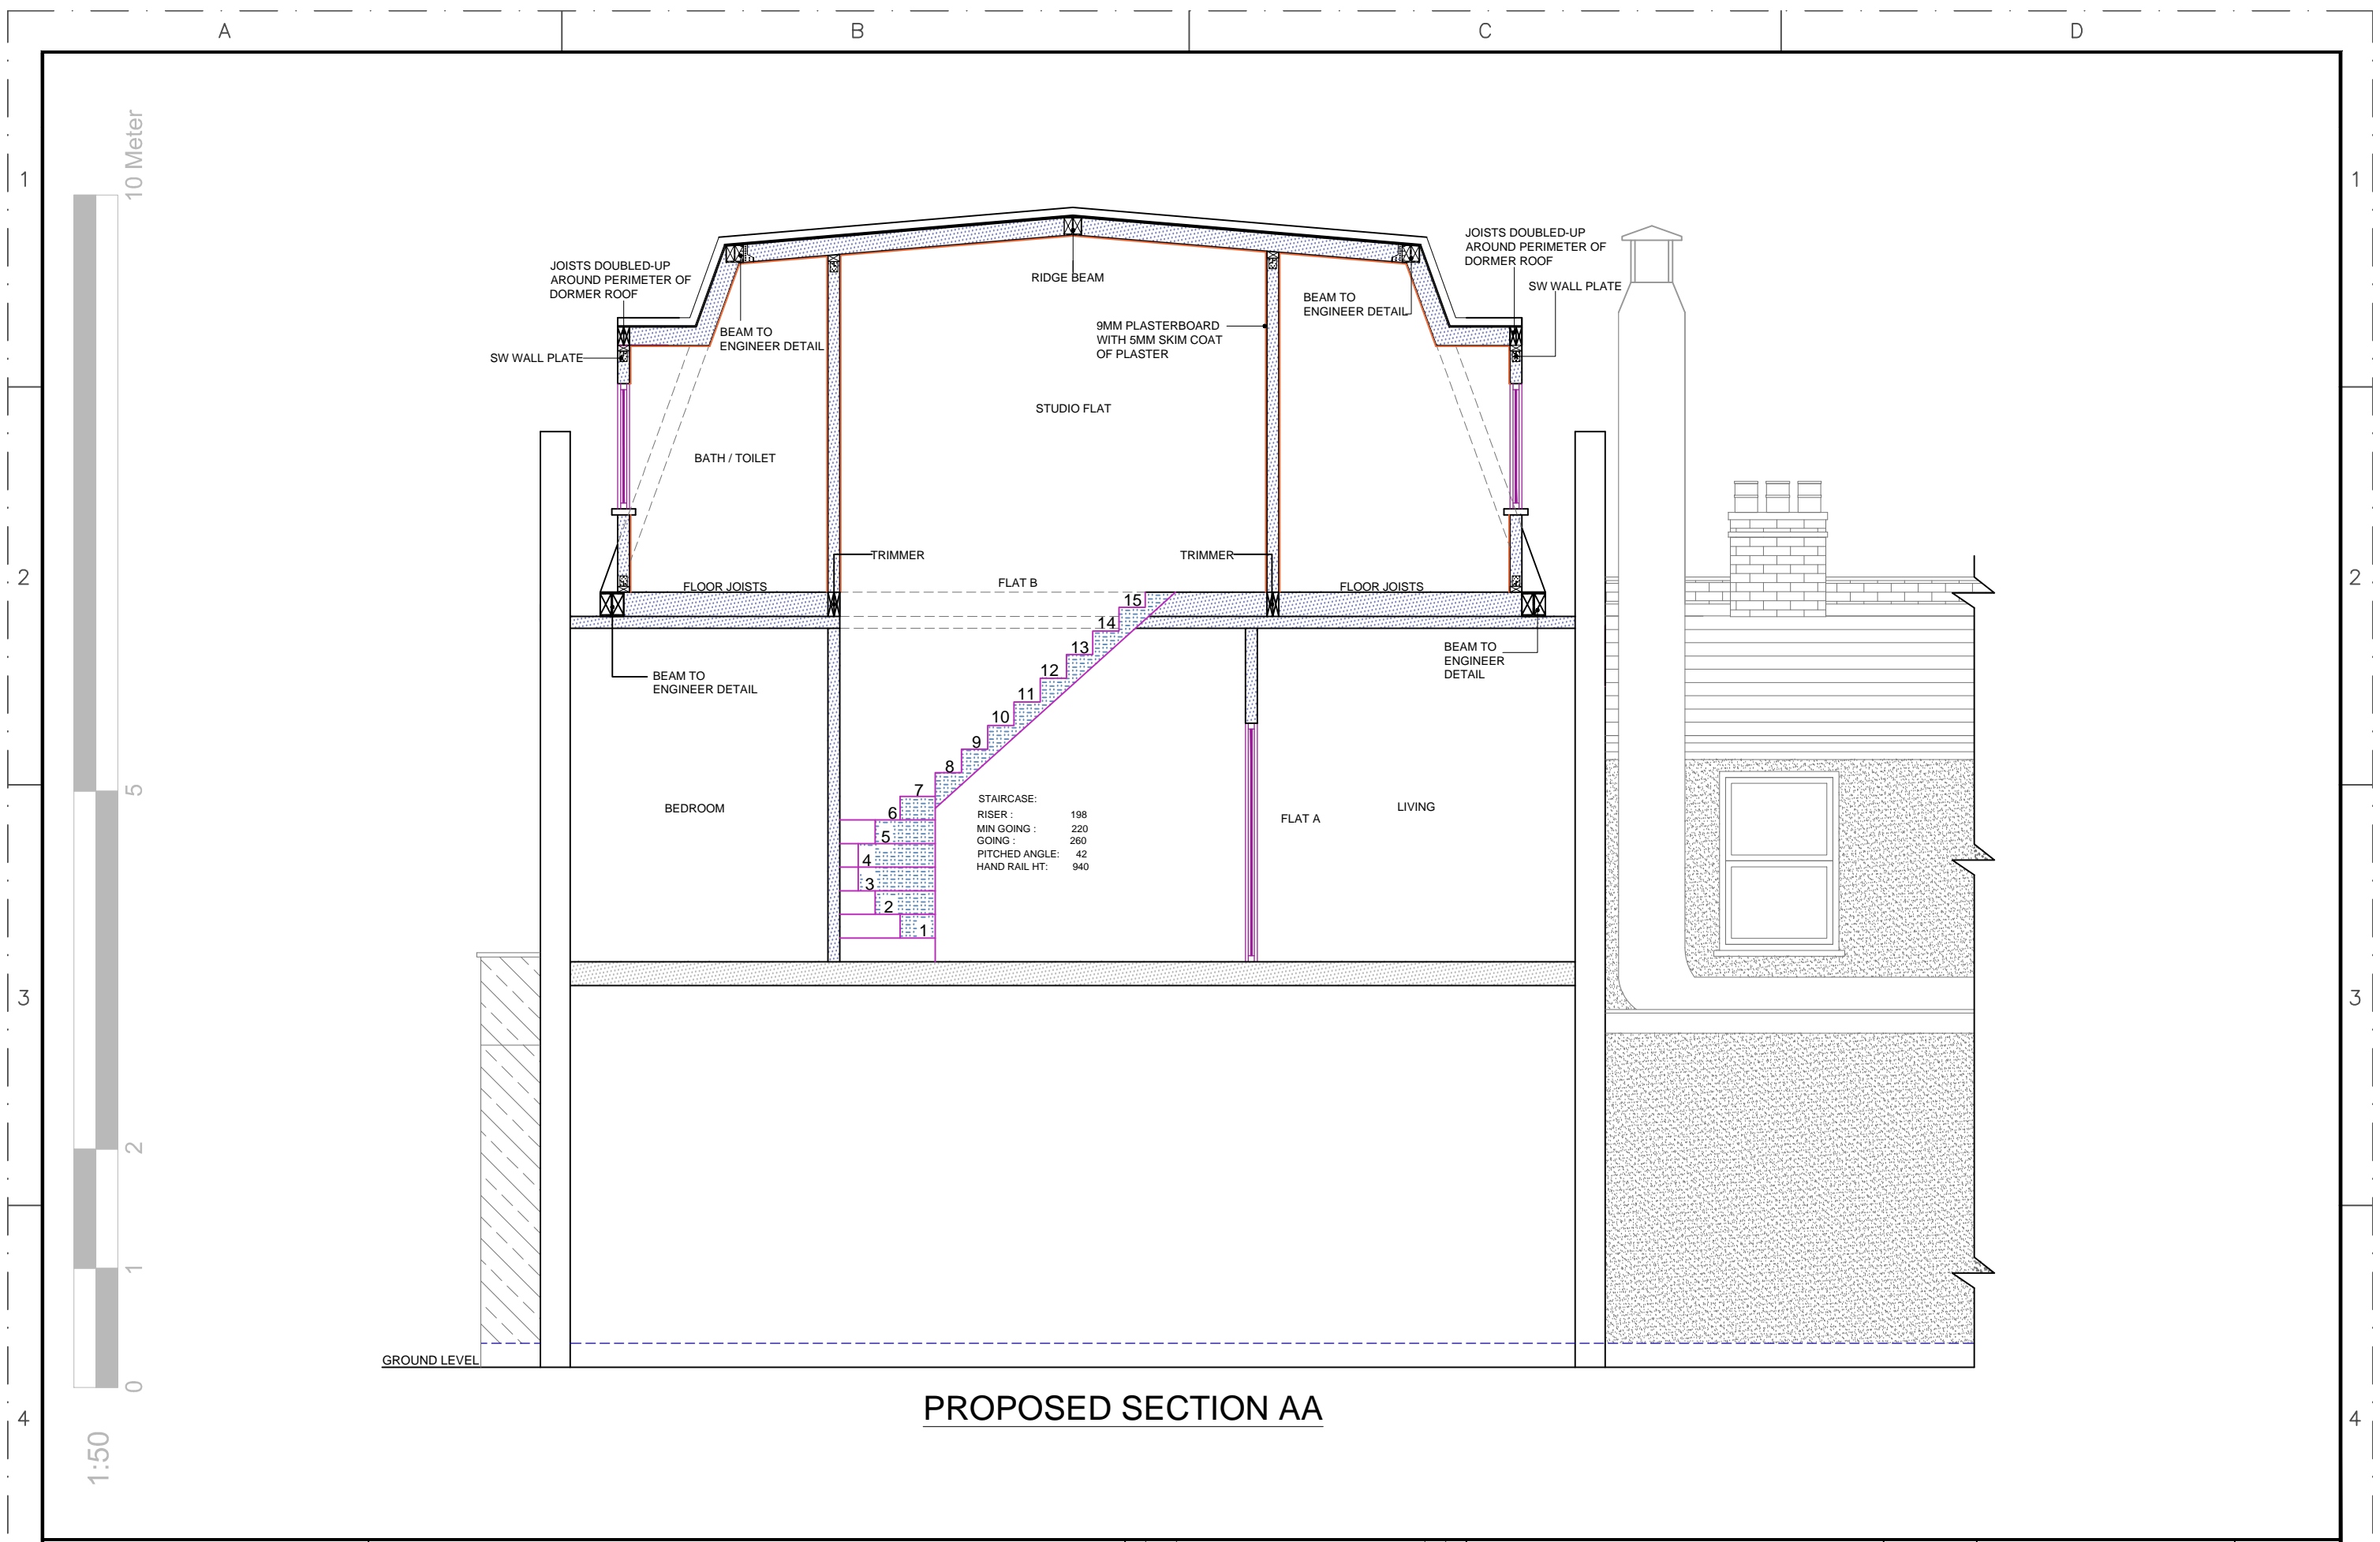 A
B
C
D
1
1
10 Meter
JOISTS DOUBLED-UP
AROUND PERIMETER OF
DORMER ROOF
SW WALL PLATE
BEAM TO
ENGINEER DETAIL
RIDGE BEAM
9MM PLASTERBOARD
WITH 5MM SKIM COAT
OF PLASTER
BEAM TO
ENGINEER DETAIL
JOISTS DOUBLED-UP
AROUND PERIMETER OF
DORMER ROOF
SW WALL PLATE
STUDIO FLAT
BATH / TOILET
TRIMMER
TRIMMER
2
2
FLOOR JOISTS
FLAT B
FLOOR JOISTS
15
14
13
12
11
10
9
8
7
6
5
4
3
2
1
BEAM TO
ENGINEER DETAIL
BEAM TO
ENGINEER
DETAIL
5
BEDROOM
STAIRCASE:
RISER : 198
MIN GOING : 220
GOING : 260
PITCHED ANGLE: 42
HAND RAIL HT: 940
FLAT A
LIVING
3
3
2
1
0
GROUND LEVEL
PROPOSED SECTION AA
4
4
1:50